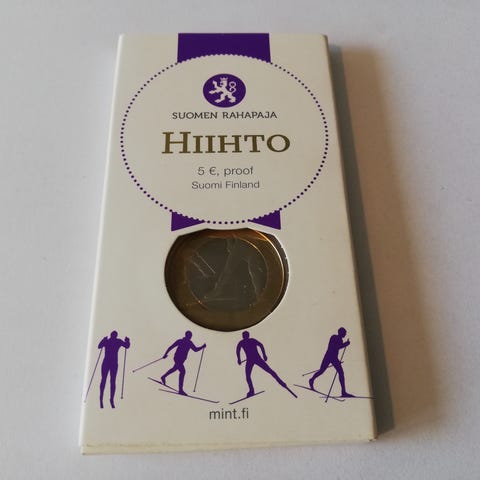 SUOMEN RAHAPAJA
HIIHTO
5 €, proof
Suomi Finland
mint.fi